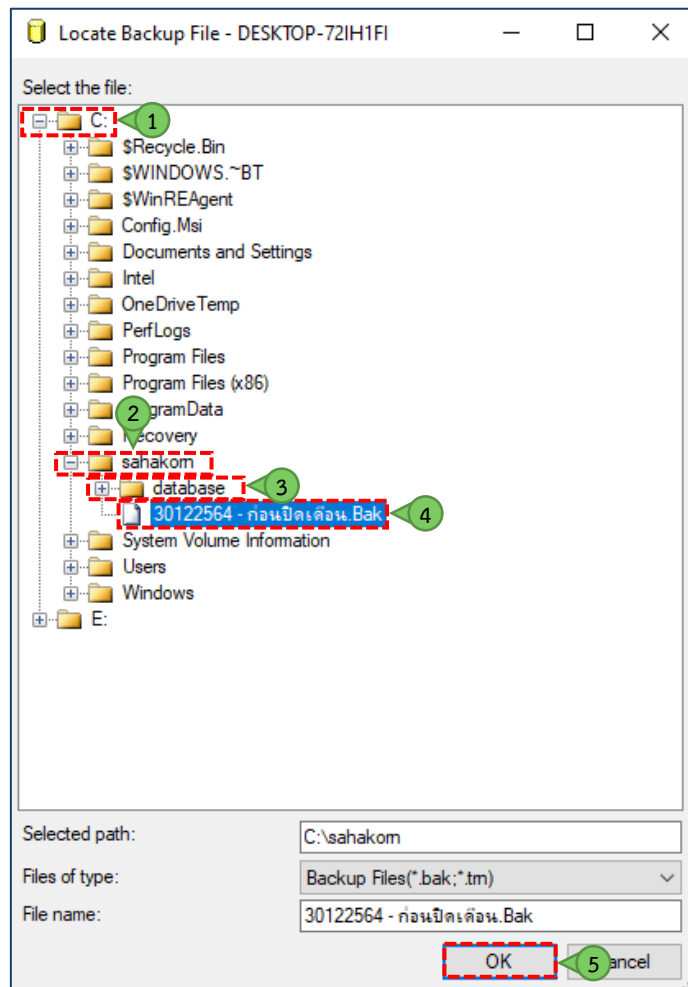 Locate Backup File - DESKTOP-72IH1FI
Select the file:
C: 1
$Recycle.Bin
$WINDOWS.~BT
$WinREAgent
Config.Msi
Documents and Settings
Intel
OneDriveTemp
PerfLogs
Program Files
Program Files (x86)
gramData
2
covery
sahakorn
database 3
30122564 - ก่อนปิดเดือน.Bak 4
System Volume Information
Users
Windows
E:
Selected path: C:\sahakorn
Files of type: Backup Files(*.bak;*.trn)
File name: 30122564 - ก่อนปิดเดือน.Bak
OK 5 ancel